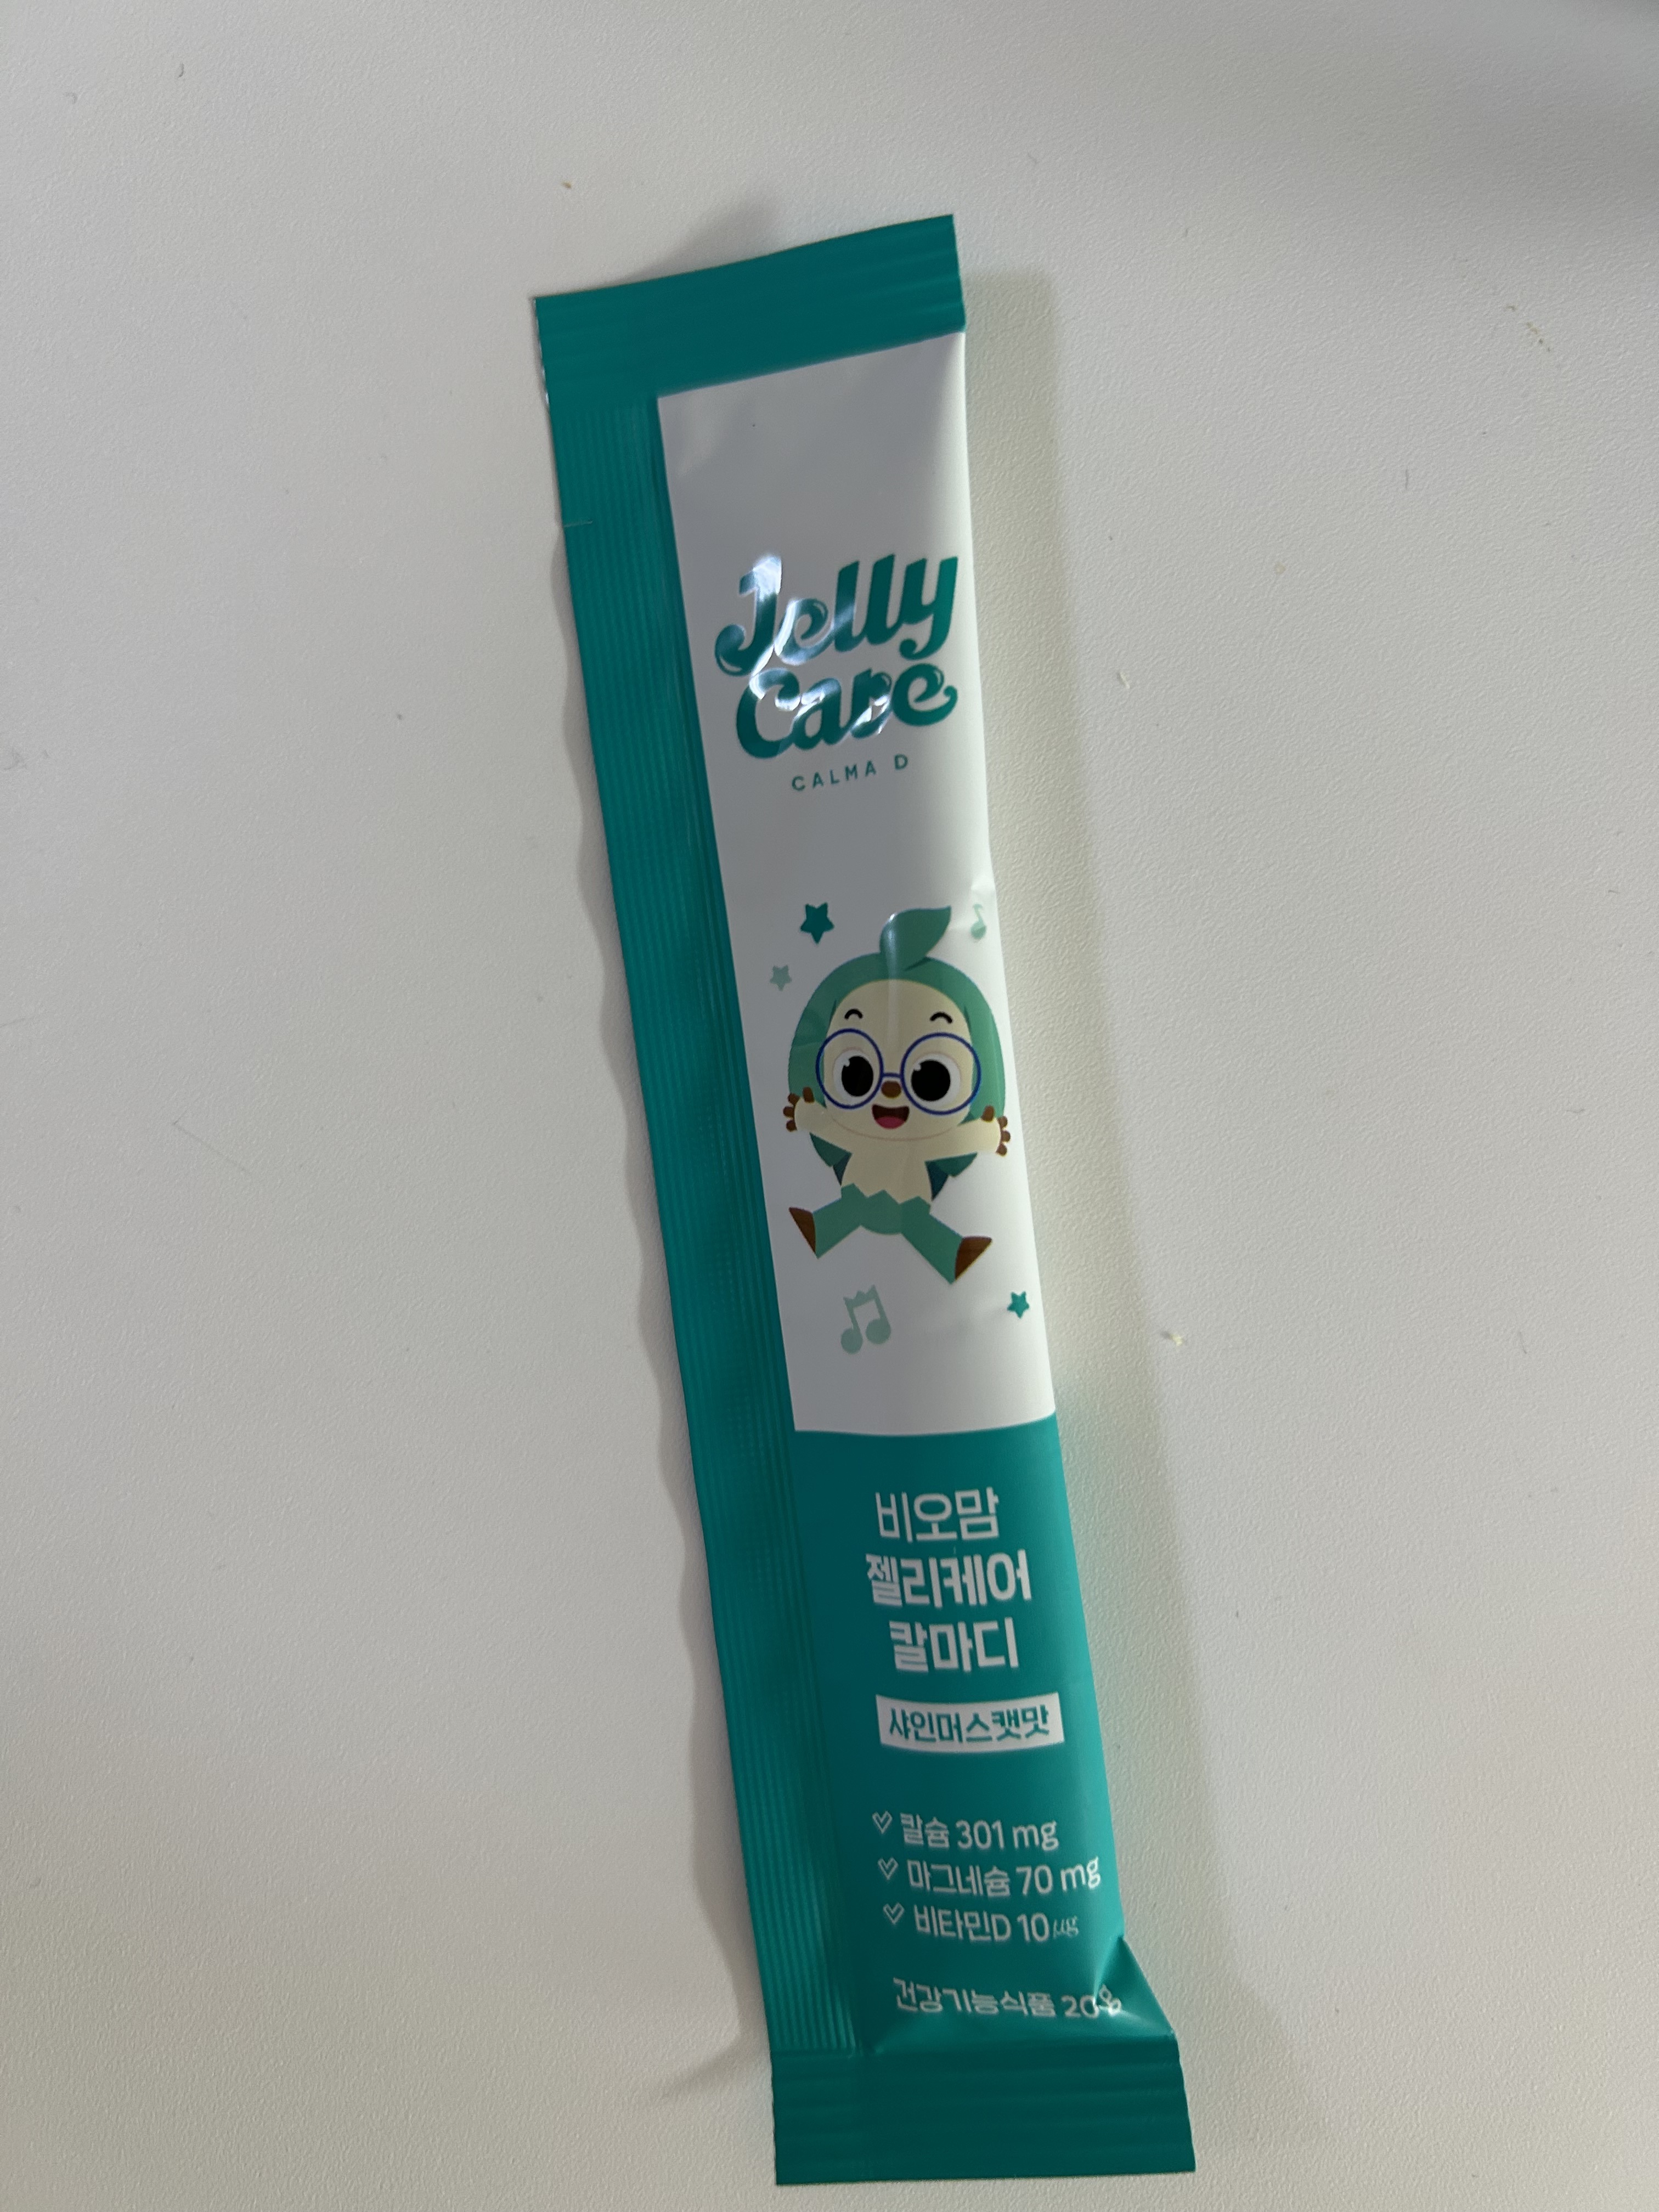 Jelly
Care
CALMA D
비오맘
젤리케어
칼마디
샤인머스캣맛
칼슘 301 mg
마그네슘 70 mg
비타민D 10 µg
건강기능식품 20g